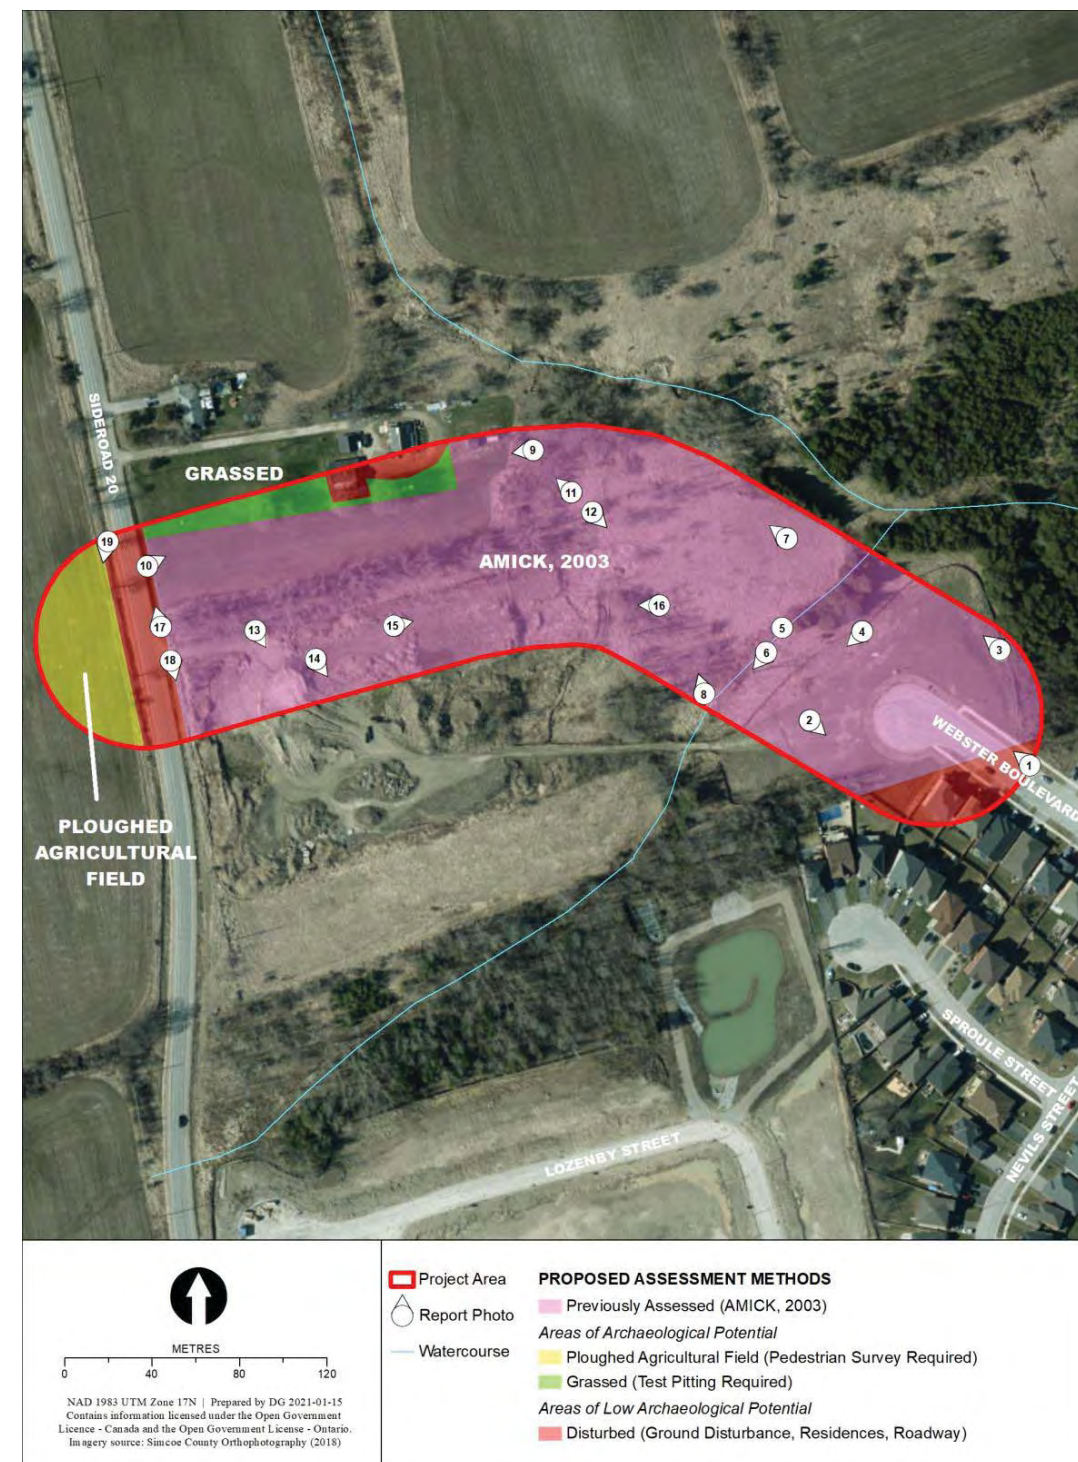 SIDEROAD 20
GRASSED
9
11
12
19
7
10
AMICK, 2003
16
17
15
5
4
13
18
14
6
3
8
2
WEBSTER BOULEVARD
1
PLOUGHED
AGRICULTURAL
FIELD
SPROULE STREET
NEVILS STREET
LOZENBY STREET
METRES
0 40 80 120
NAD 1983 UTM Zone 17N | Prepared by DG 2021-01-15
Contains information licensed under the Open Government
Licence - Canada and the Open Government License - Ontario.
Imagery source: Simcoe County Orthophotography (2018)
Project Area
Report Photo
Watercourse
PROPOSED ASSESSMENT METHODS
Previously Assessed (AMICK, 2003)
Areas of Archaeological Potential
Ploughed Agricultural Field (Pedestrian Survey Required)
Grassed (Test Pitting Required)
Areas of Low Archaeological Potential
Disturbed (Ground Disturbance, Residences, Roadway)